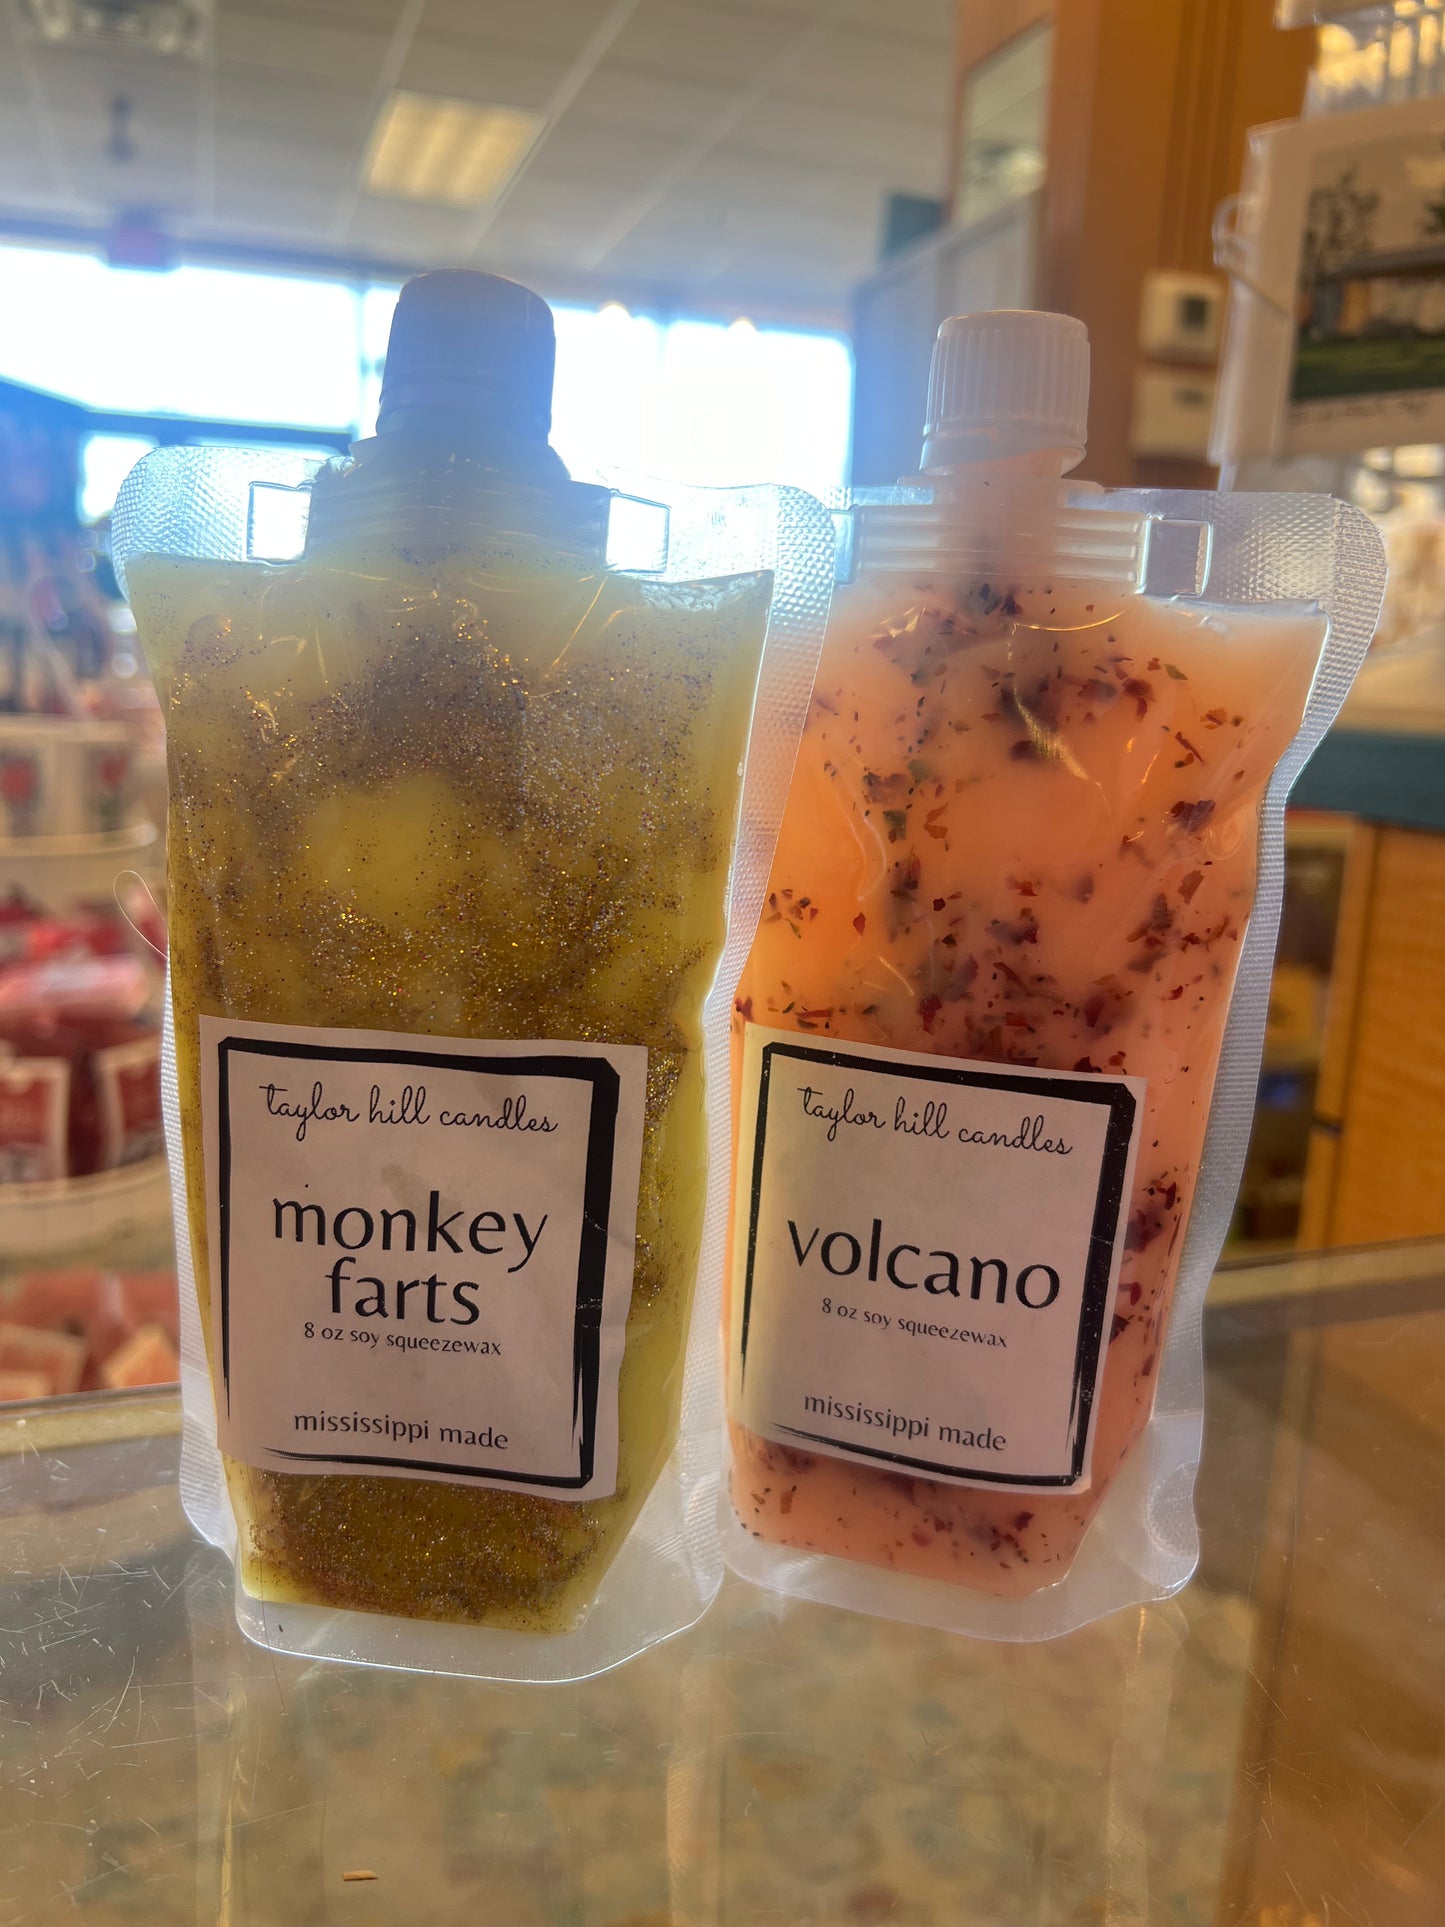 taylor hill candles
monkey
farts
8 oz soy squeezewax
mississippi made
taylor hill candles
volcano
8 oz soy squeezewax
mississippi made